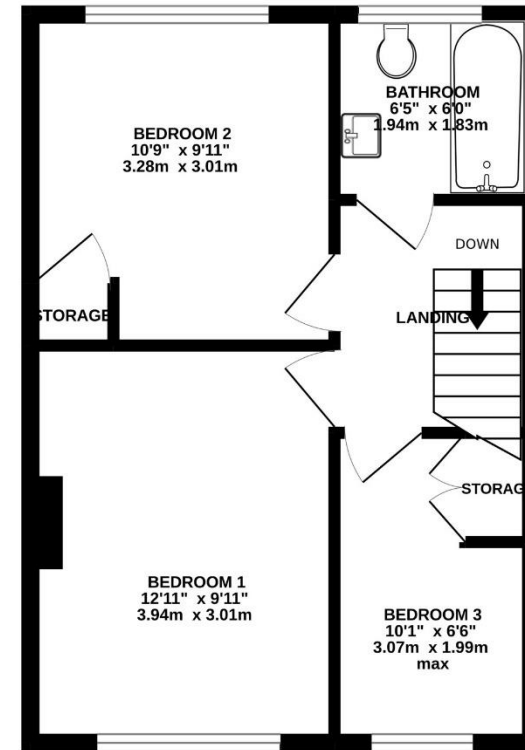 BEDROOM 2
10'9" x 9'11"
3.28m x 3.01m
BATHROOM
6'5" x 6'0"
1.94m x 1.83m
DOWN
STORAGE
LANDING
STORAG
BEDROOM 1
12'11" x 9'11"
3.94m x 3.01m
BEDROOM 3
10'1" x 6'6"
3.07m x 1.99m
max